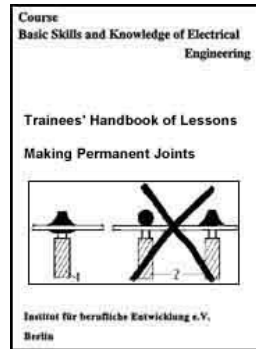 Course
Basic Skills and Knowledge of Electrical
Engineering
Trainees' Handbook of Lessons
Making Permanent Joints
1
2
Institut für berufliche Entwicklung e.V.
Berlin